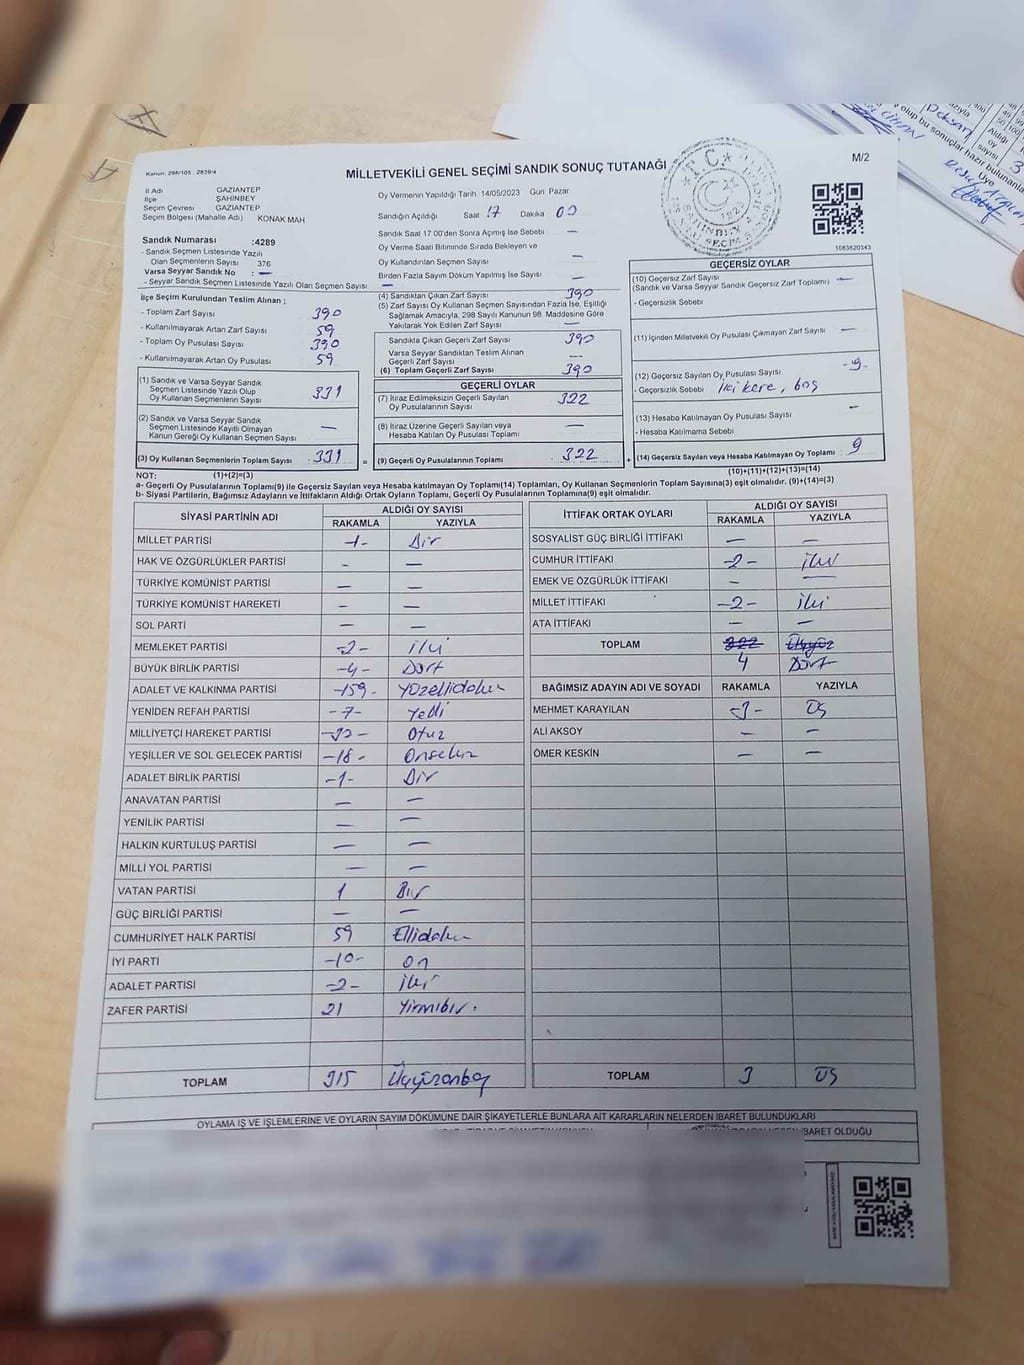 Kanun: 298/105 - 2839/4
MİLLETVEKİLİ GENEL SEÇİMİ SANDIK SONUÇ TUTANAĞI
M/2
İl Adı GAZİANTEP
İlçe ŞAHİNBEY
Seçim Çevresi GAZİANTEP
Seçim Bölgesi (Mahalle Adı) KONAK MAH
Oy Vermenin Yapıldığı Tarih 14/05/2023 Gün Pazar
Sandığın Açıldığı Saat 17 Dakika 00
Sandık Saat 17.00'den Sonra Açılmış İse Sebebi —
Oy Verme Saati Bitiminde Sırada Bekleyen ve
Oy Kullandırılan Seçmen Sayısı —
Birden Fazla Sayım Döküm Yapılmış İse Sayısı —
T.C.
ŞAHİNBEY
1083820343
Sandık Numarası :4289
- Sandık Seçmen Listesinde Yazılı
Olan Seçmenlerin Sayısı 376
Varsa Seyyar Sandık No : —
- Seyyar Sandık Seçmen Listesinde Yazılı Olan Seçmen Sayısı —
İlçe Seçim Kurulundan Teslim Alınan ;
- Toplam Zarf Sayısı 390
- Kullanılmayarak Artan Zarf Sayısı 59
- Toplam Oy Pusulası Sayısı 390
- Kullanılmayarak Artan Oy Pusulası 59
(1) Sandık ve Varsa Seyyar Sandık
Seçmen Listesinde Yazılı Olup
Oy Kullanan Seçmenlerin Sayısı 331
(2) Sandık ve Varsa Seyyar Sandık
Seçmen Listesinde Kayıtlı Olmayan
Kanun Gereği Oy Kullanan Seçmen Sayısı —
(3) Oy Kullanan Seçmenlerin Toplam Sayısı 331 =
(4) Sandıktan Çıkan Zarf Sayısı 390
(5) Zarf Sayısı Oy Kullanan Seçmen Sayısından Fazla İse, Eşitliği
Sağlamak Amacıyla, 298 Sayılı Kanunun 98. Maddesine Göre
Yakılarak Yok Edilen Zarf Sayısı —
Sandıkta Çıkan Geçerli Zarf Sayısı 390
Varsa Seyyar Sandıktan Teslim Alınan
Geçerli Zarf Sayısı —
(6) Toplam Geçerli Zarf Sayısı 390
GEÇERLİ OYLAR
(7) İtiraz Edilmeksizin Geçerli Sayılan
Oy Pusulalarının Sayısı 322
(8) İtiraz Üzerine Geçerli Sayılan veya
Hesaba Katılan Oy Pusulası Toplamı —
(9) Geçerli Oy Pusulalarının Toplamı 322 +
GEÇERSİZ OYLAR
(10) Geçersiz Zarf Sayısı —
(Sandık ve Varsa Seyyar Sandık Geçersiz Zarf Toplamı)
- Geçersizlik Sebebi
(11) İçinden Milletvekili Oy Pusulası Çıkmayan Zarf Sayısı —
(12) Geçersiz Sayılan Oy Pusulası Sayısı -9-
- Geçersizlik Sebebi İki kere, boş
(13) Hesaba Katılmayan Oy Pusulası Sayısı —
- Hesaba Katılmama Sebebi
(14) Geçersiz Sayılan veya Hesaba Katılmayan Oy Toplamı 9
NOT: (1)+(2)=(3) (10)+(11)+(12)+(13)=(14)
a- Geçerli Oy Pusulalarının Toplamı(9) ile Geçersiz Sayılan veya Hesaba katılmayan Oy Toplamı(14) Toplamları, Oy Kullanan Seçmenlerin Toplam Sayısına(3) eşit olmalıdır. (9)+(14)=(3)
b- Siyasi Partilerin, Bağımsız Adayların ve İttifakların Aldığı Ortak Oyların Toplamı, Geçerli Oy Pusulalarının Toplamına(9) eşit olmalıdır.
SİYASİ PARTİNİN ADI ALDIĞI OY SAYISI
RAKAMLA YAZIYLA
MİLLET PARTİSİ -1- Bir
HAK VE ÖZGÜRLÜKLER PARTİSİ — —
TÜRKİYE KOMÜNİST PARTİSİ — —
TÜRKİYE KOMÜNİST HAREKETİ — —
SOL PARTİ — —
MEMLEKET PARTİSİ -2- iki
BÜYÜK BİRLİK PARTİSİ -4- Dört
ADALET VE KALKINMA PARTİSİ -159- Yüzellidokuz
YENİDEN REFAH PARTİSİ -7- Yedi
MİLLİYETÇİ HAREKET PARTİSİ -30- Otuz
YEŞİLLER VE SOL GELECEK PARTİSİ -18- Onsekiz
ADALET BİRLİK PARTİSİ -1- Bir
ANAVATAN PARTİSİ — —
YENİLİK PARTİSİ — —
HALKIN KURTULUŞ PARTİSİ — —
MİLLİ YOL PARTİSİ — —
VATAN PARTİSİ 1 Bir
GÜÇ BİRLİĞİ PARTİSİ — —
CUMHURİYET HALK PARTİSİ 59 Ellidokuz
İYİ PARTİ -10- On
ADALET PARTİSİ -2- iki
ZAFER PARTİSİ 21 Yirmibir.
TOPLAM 315 Üçyüzonbeş
İTTİFAK ORTAK OYLARI ALDIĞI OY SAYISI
RAKAMLA YAZIYLA
SOSYALİST GÜÇ BİRLİĞİ İTTİFAKI — —
CUMHUR İTTİFAKI -2- iki
EMEK VE ÖZGÜRLÜK İTTİFAKI — —
MİLLET İTTİFAKI -2- iki
ATA İTTİFAKI — —
TOPLAM 322 Üçyüz
4 Dört
BAĞIMSIZ ADAYIN ADI VE SOYADI RAKAMLA YAZIYLA
MEHMET KARAYILAN -3- Üç
ALİ AKSOY — —
ÖMER KESKİN — —
TOPLAM 3 Üç
OYLAMA İŞ VE İŞLEMLERİNE VE OYLARIN SAYIM DÖKÜMÜNE DAİR ŞİKAYETLERLE BUNLARA AİT KARARLARIN NELERDEN İBARET BULUNDUKLARI
İBARET OLDUĞU